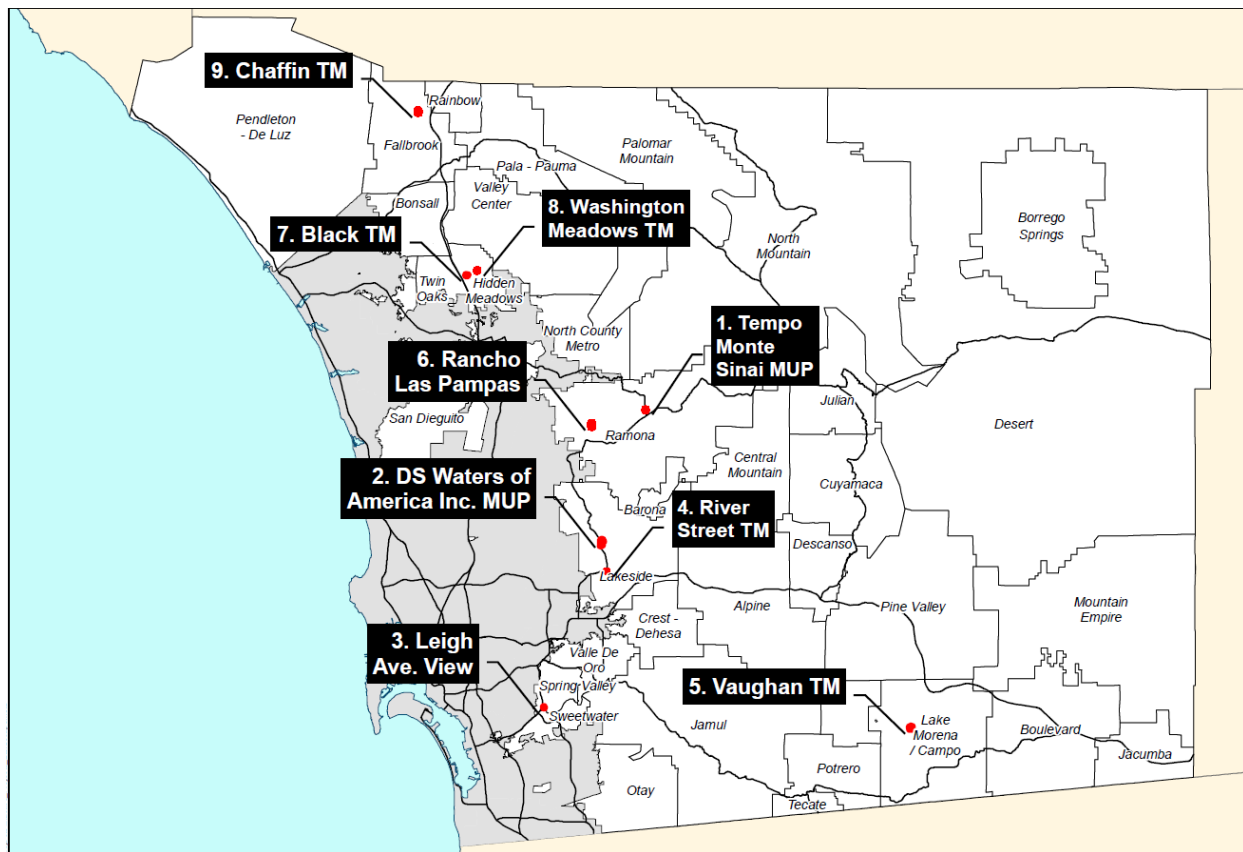 9. Chaffin TM
Rainbow
Pendleton
- De Luz
Fallbrook
Palomar
Mountain
Pala - Pauma
Valley
Center
Bonsall
8. Washington
Meadows TM
7. Black TM
Borrego
Springs
North
Mountain
Twin
Oaks
Hidden
Meadows
North County
Metro
1. Tempo
Monte
Sinai MUP
6. Rancho
Las Pampas
Julian
San Dieguito
Ramona
Desert
Central
Mountain
2. DS Waters of
America Inc. MUP
Cuyamaca
Barona
4. River
Street TM
Descanso
Lakeside
Alpine
Pine Valley
Mountain
Empire
Crest -
Dehesa
3. Leigh
Ave. View
Valle De
Oro
Spring Valley
5. Vaughan TM
Sweetwater
Jamul
Lake
Morena
/ Campo
Boulevard
Jacumba
Potrero
Otay
Tecate